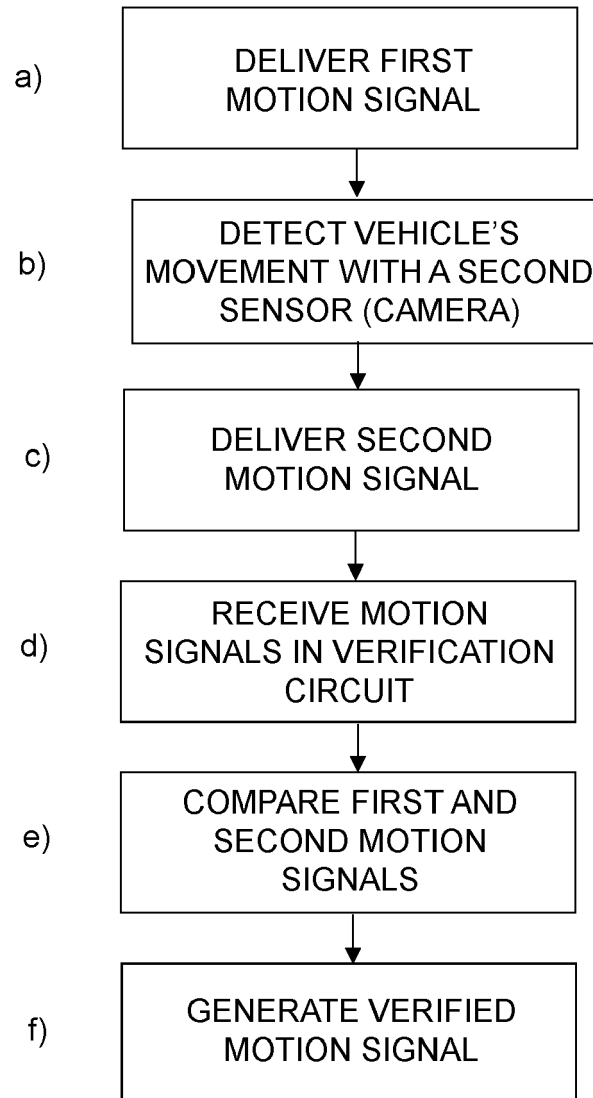 a)
DELIVER FIRST
MOTION SIGNAL
b)
DETECT VEHICLE'S
MOVEMENT WITH A SECOND
SENSOR (CAMERA)
c)
DELIVER SECOND
MOTION SIGNAL
d)
RECEIVE MOTION
SIGNALS IN VERIFICATION
CIRCUIT
e)
COMPARE FIRST AND
SECOND MOTION
SIGNALS
f)
GENERATE VERIFIED
MOTION SIGNAL